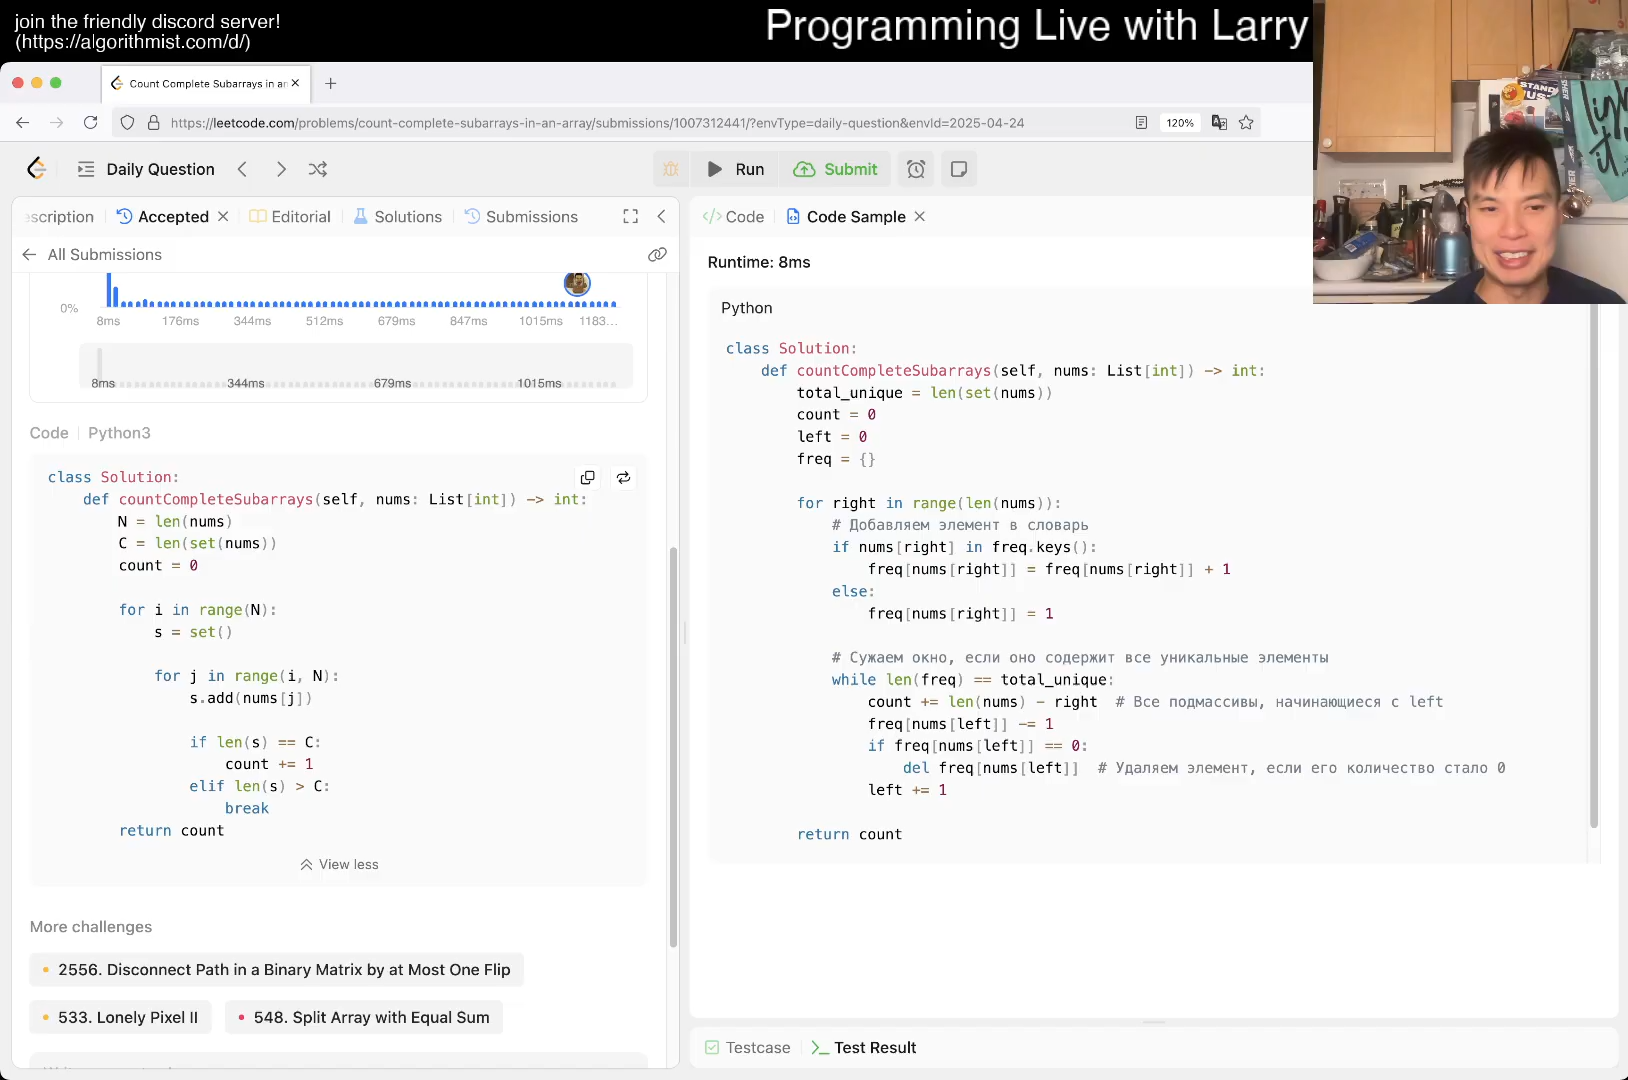 join the friendly discord server!
(https://algorithmist.com/d/)
Programming Live with Larry
Count Complete Subarrays in an
https://leetcode.com/problems/count-complete-subarrays-in-an-array/submissions/1007312441/?envType=daily-question&envId=2025-04-24
120%
Daily Question
Run
Submit
escription
Accepted
Editorial
Solutions
Submissions
All Submissions
0%
8ms 176ms 344ms 512ms 679ms 847ms 1015ms 1183...
8ms 344ms 679ms 1015ms
Code | Python3
class Solution:
    def countCompleteSubarrays(self, nums: List[int]) -> int:
        N = len(nums)
        C = len(set(nums))
        count = 0
        for i in range(N):
            s = set()
            for j in range(i, N):
                s.add(nums[j])
                if len(s) == C:
                    count += 1
                elif len(s) > C:
                    break
        return count
View less
More challenges
2556. Disconnect Path in a Binary Matrix by at Most One Flip
533. Lonely Pixel II
548. Split Array with Equal Sum
</> Code
Code Sample
Runtime: 8ms
Python
class Solution:
    def countCompleteSubarrays(self, nums: List[int]) -> int:
        total_unique = len(set(nums))
        count = 0
        left = 0
        freq = {}
        for right in range(len(nums)):
            # Добавляем элемент в словарь
            if nums[right] in freq.keys():
                freq[nums[right]] = freq[nums[right]] + 1
            else:
                freq[nums[right]] = 1
            # Сужаем окно, если оно содержит все уникальные элементы
            while len(freq) == total_unique:
                count += len(nums) - right  # Все подмассивы, начинающиеся с left
                freq[nums[left]] -= 1
                if freq[nums[left]] == 0:
                    del freq[nums[left]]  # Удаляем элемент, если его количество стало 0
                left += 1
        return count
Testcase
Test Result